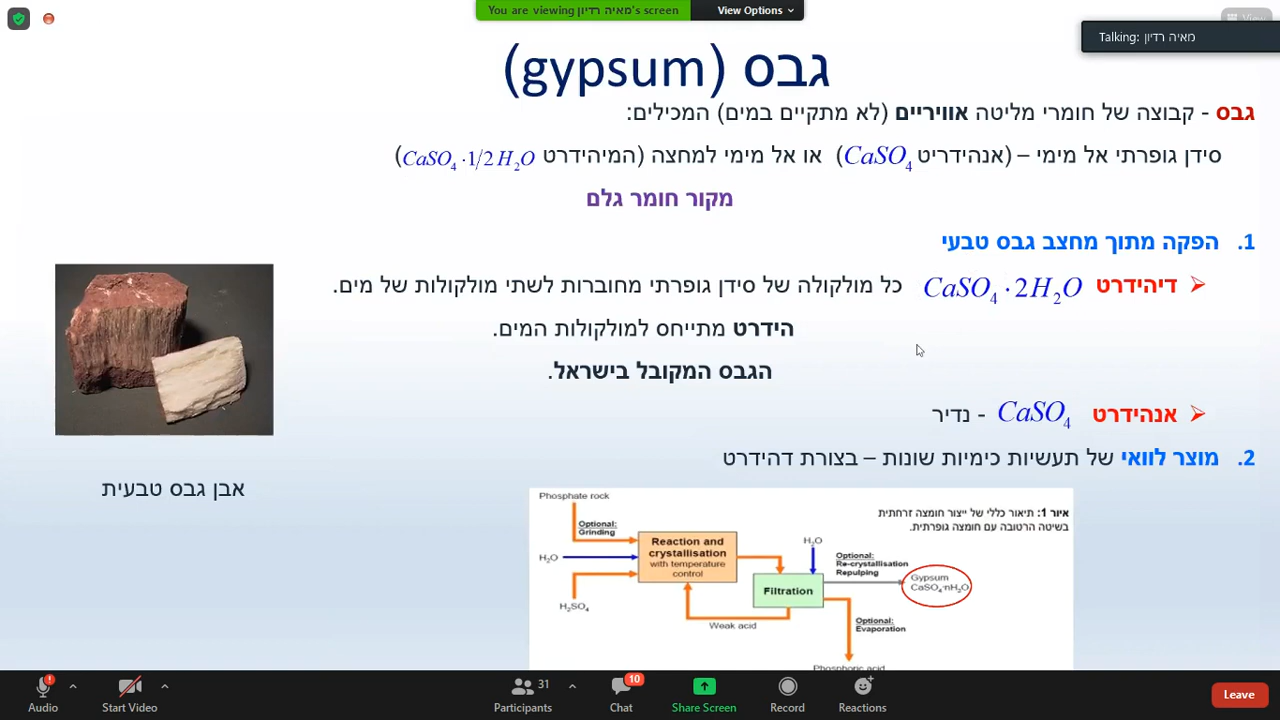 You are viewing מאיה רדיון's screen
View Options
View
Talking: מאיה רדיון
גבס (gypsum)
גבס - קבוצה של חומרי מליטה אוויריים (לא מתקיים במים) המכילים:
סידן גופרתי אל מימי – (אנהידריט CaSO₄) או אל מימי למחצה (המיהידרט CaSO₄·1/2H₂O)
מקור חומר גלם
1. הפקה מתוך מחצב גבס טבעי
דיהידרט CaSO₄·2H₂O כל מולקולה של סידן גופרתי מחוברות לשתי מולקולות של מים.
הידרט מתייחס למולקולות המים.
הגבס המקובל בישראל.
אנהידרט CaSO₄ - נדיר
2. מוצר לוואי של תעשיות כימיות שונות – בצורת דהידרט
אבן גבס טבעית
איור 1: תיאור כללי של ייצור חומצה זרחתית
בשיטה הרטובה עם חומצה גופרתית.
Phosphate rock
Optional:
Grinding
H₂O
H₂SO₄
Reaction and
crystallisation
with temperature
control
Weak acid
H₂O
Filtration
Optional:
Re-crystallisation
Repulping
Gypsum
CaSO₄·nH₂O
Optional:
Evaporation
Phosphoric acid
Audio
Start Video
31
Participants
10
Chat
Share Screen
Record
Reactions
Leave